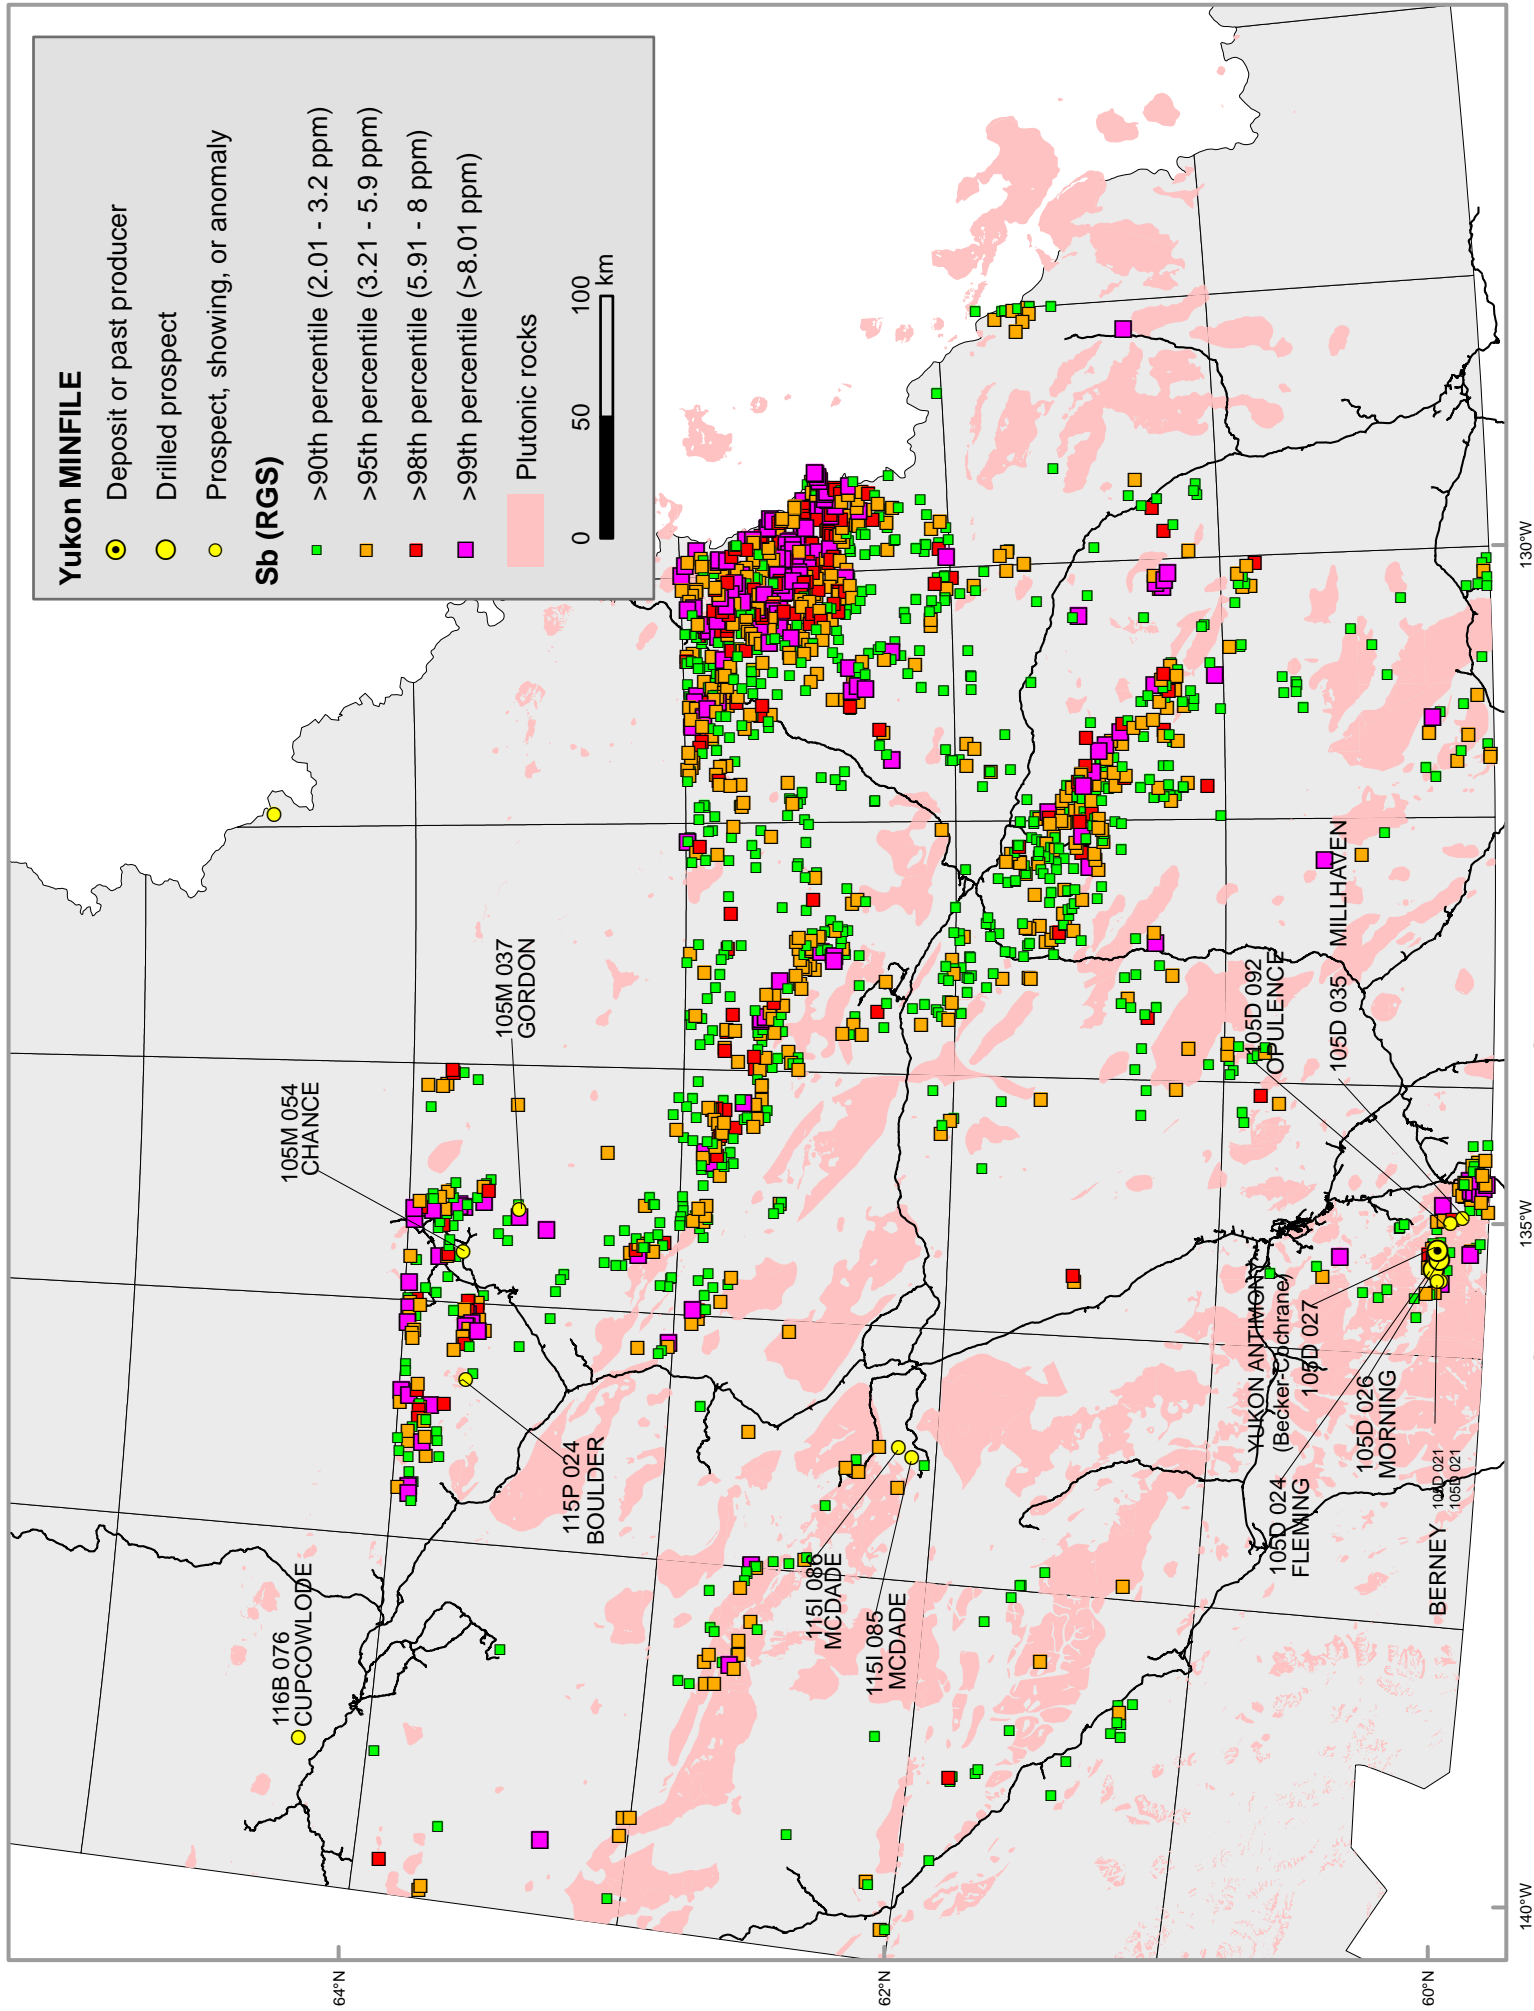 Yukon MINFILE
Deposit or past producer
Drilled prospect
Prospect, showing, or anomaly
Sb (RGS)
>90th percentile (2.01 - 3.2 ppm)
>95th percentile (3.21 - 5.9 ppm)
>98th percentile (5.91 - 8 ppm)
>99th percentile (>8.01 ppm)
Plutonic rocks
0 50 100
km
116B 076
CUPCOWLODE
105M 054
CHANCE
105M 037
GORDON
115P 024
BOULDER
115I 086
MCDADE
115I 085
MCDADE
105D 092
OPULENCE
105D 035 MILLHAVEN
YUKON ANTIMONY
(Becker-Cochrane)
105D 027
105D 024
FLEMING
105D 026
MORNING
BERNEY
105D 021
105D 021
64°N
62°N
60°N
140°W
135°W
130°W